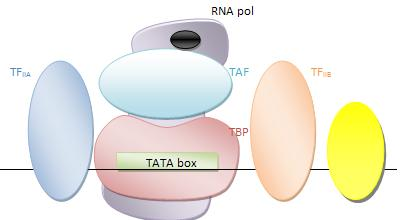 RNA pol
TFIIA
TAF
TFIIB
TBP
TATA box